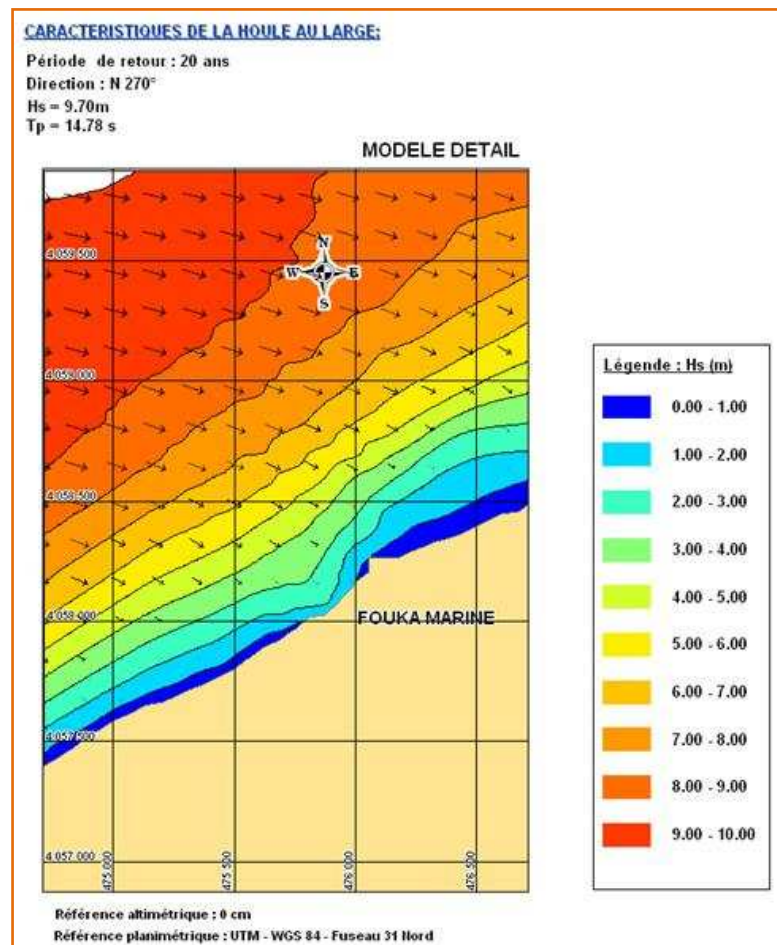 CARACTERISTIQUES DE LA HOULE AU LARGE:
Période de retour : 20 ans
Direction : N 270°
Hs = 9.70m
Tp = 14.78 s
MODELE DETAIL
N
W E
S
4 059 500
4 059 000
4 058 500
4 058 000
FOUKA MARINE
4 057 500
4 057 000
475 000
475 500
476 000
476 500
Légende : Hs (m)
0.00 - 1.00
1.00 - 2.00
2.00 - 3.00
3.00 - 4.00
4.00 - 5.00
5.00 - 6.00
6.00 - 7.00
7.00 - 8.00
8.00 - 9.00
9.00 - 10.00
Référence altimétrique : 0 cm
Référence planimétrique : UTM - WGS 84 - Fuseau 31 Nord